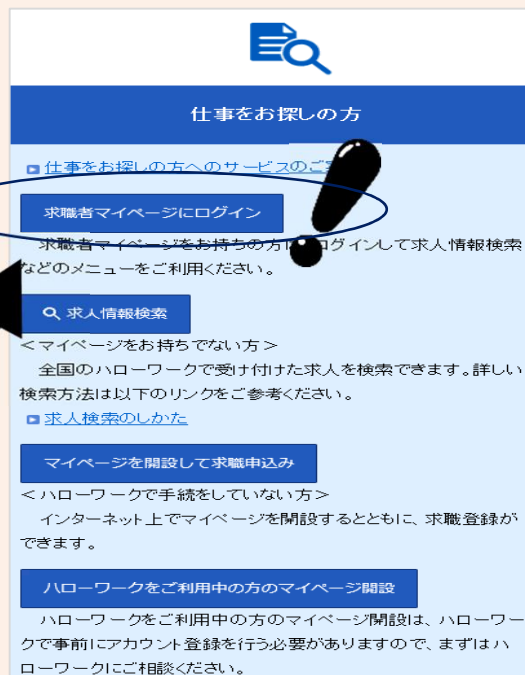 仕事をお探しの方
仕事をお探しの方へのサービスのご
求職者マイページにログイン
求職者マイページをお持ちの方は ログインして求人情報検索
などのメニューをご利用ください。
求人情報検索
<マイページをお持ちでない方>
全国のハローワークで受け付けた求人を検索できます。詳しい
検索方法は以下のリンクをご参考ください。
求人検索のしかた
マイページを開設して求職申込み
<ハローワークで手続をしていない方>
インターネット上でマイページを開設するとともに、求職登録が
できます。
ハローワークをご利用中の方のマイページ開設
ハローワークをご利用中の方のマイページ開設は、ハローワー
クで事前にアカウント登録を行う必要がありますので、まずはハ
ローワークにご相談ください。